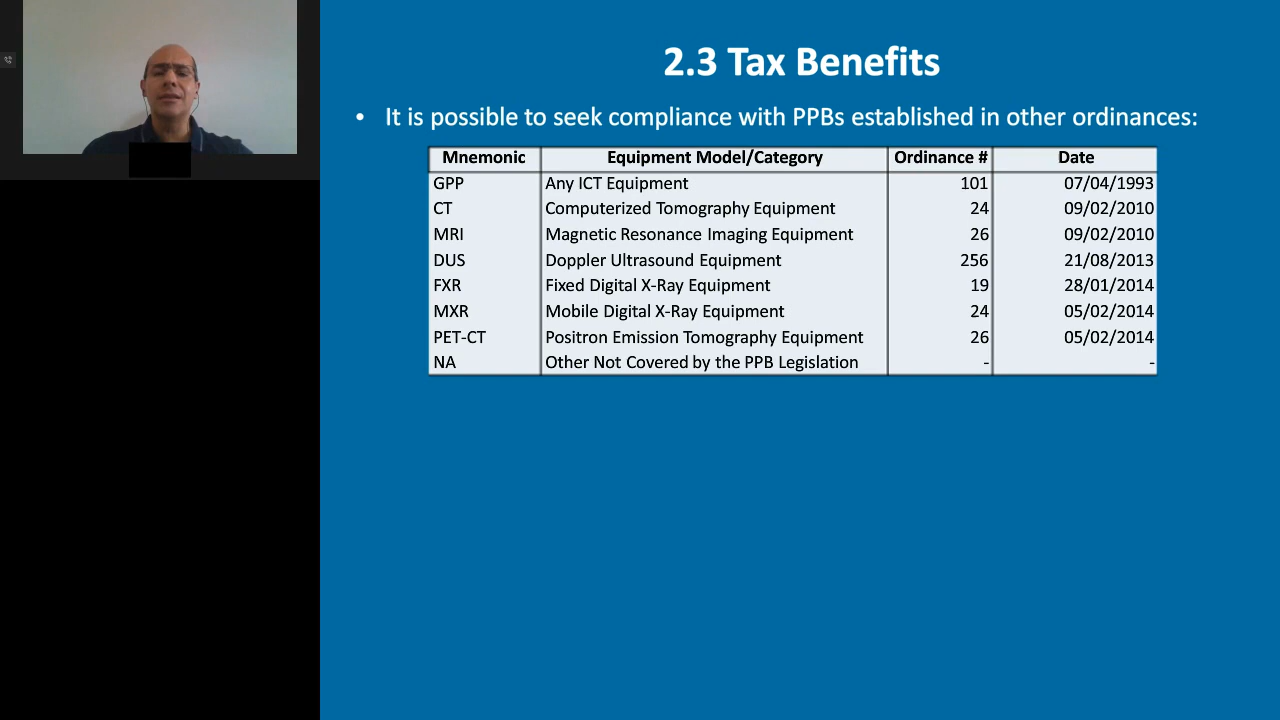 2.3 Tax Benefits
• It is possible to seek compliance with PPBs established in other ordinances:
Mnemonic Equipment Model/Category Ordinance # Date
GPP Any ICT Equipment 101 07/04/1993
CT Computerized Tomography Equipment 24 09/02/2010
MRI Magnetic Resonance Imaging Equipment 26 09/02/2010
DUS Doppler Ultrasound Equipment 256 21/08/2013
FXR Fixed Digital X-Ray Equipment 19 28/01/2014
MXR Mobile Digital X-Ray Equipment 24 05/02/2014
PET-CT Positron Emission Tomography Equipment 26 05/02/2014
NA Other Not Covered by the PPB Legislation - -